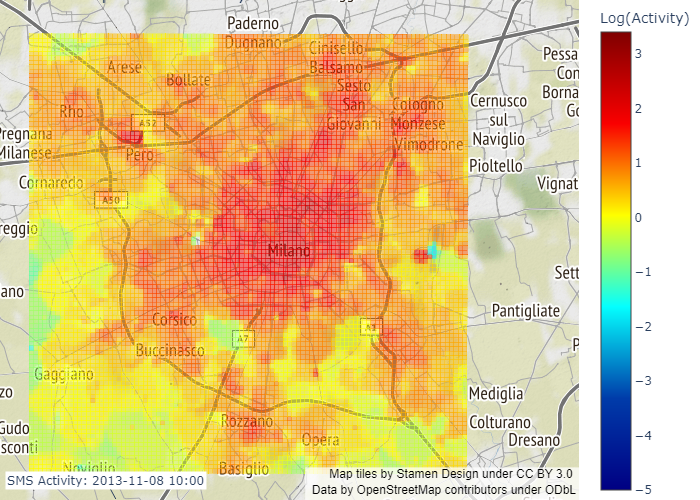 Paderno
Dugnano
Cinisello
Log(Activity)
Arese
Balsamo
Pessa
Bollate
Sesto
Con
San
Borna
Rho
Cologno
Cernusco
Go
A52
Giovanni
Monzese
sul
Pregnana
Milanese
Pero
Vimodrone
Naviglio
Pioltello
Cornaredo
Vignat
A50
reggio
Milano
Sett
ano
Pantigliate
Corsico
A7
Buccinasco
Gaggiano
Mediglia
zo
Rozzano
Colturano
Gudo
Opera
Dresano
sconti
Noviglio
Basiglio
SMS Activity: 2013-11-08 10:00
Map tiles by Stamen Design under CC BY 3.0
Data by OpenStreetMap contributors under ODbL
3
2
1
0
−1
−2
−3
−4
−5